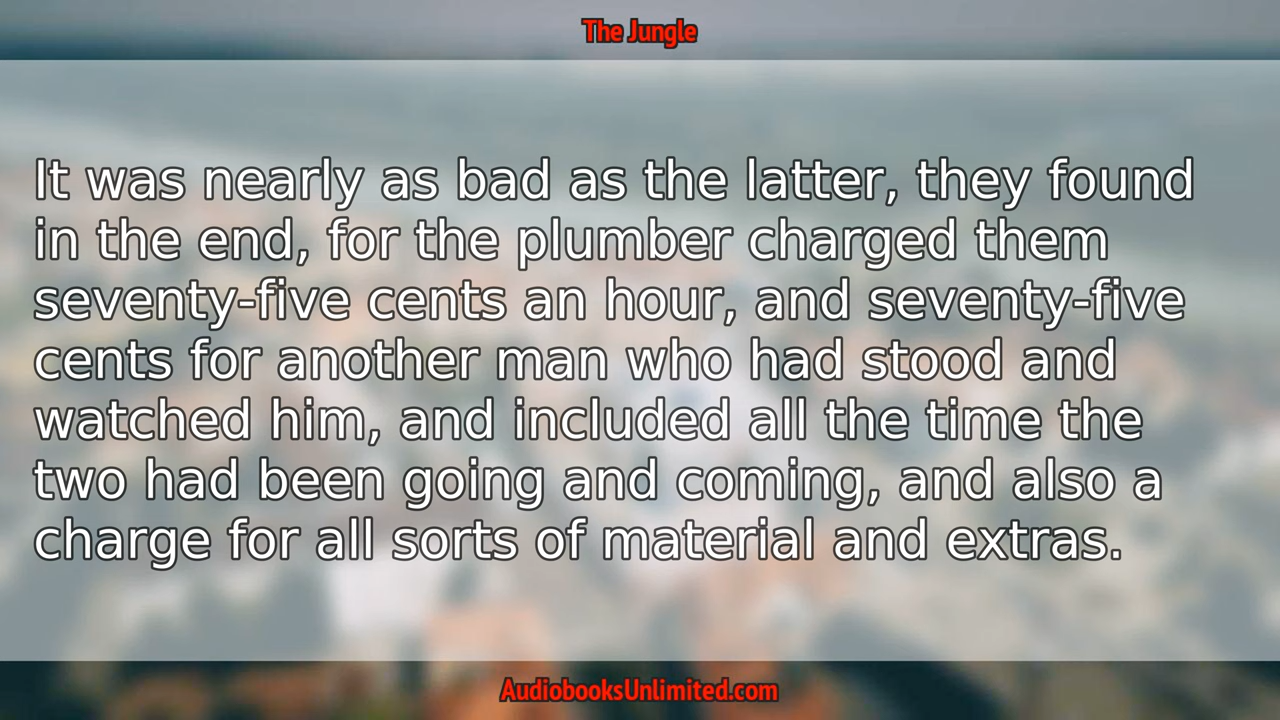 The Jungle
It was nearly as bad as the latter, they found
in the end, for the plumber charged them
seventy-five cents an hour, and seventy-five
cents for another man who had stood and
watched him, and included all the time the
two had been going and coming, and also a
charge for all sorts of material and extras.
AudiobooksUnlimited.com